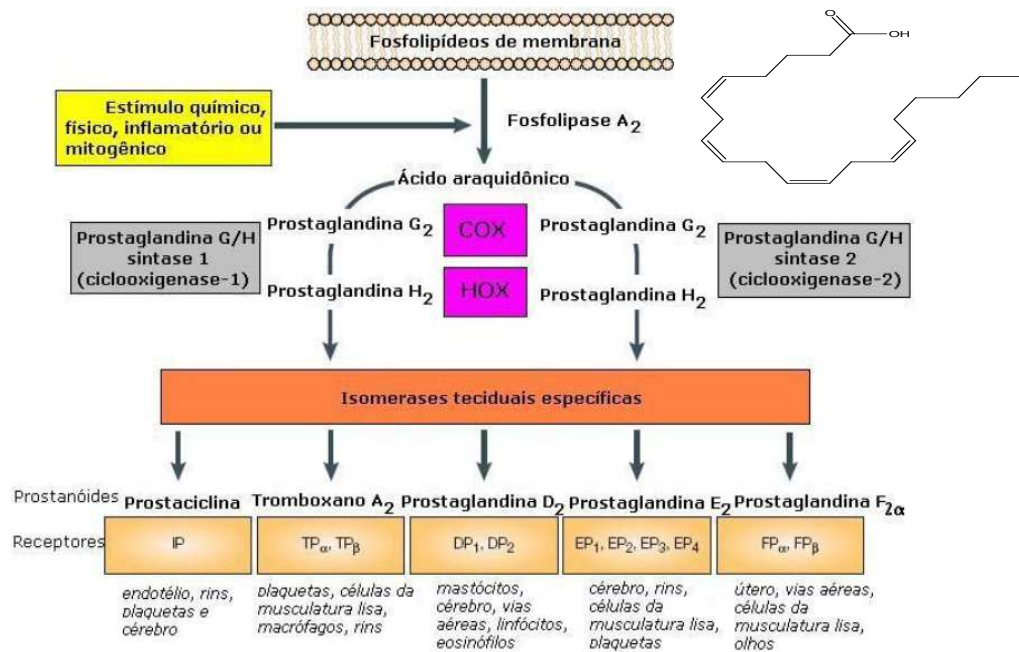 Fosfolipídeos de membrana
O
OH
Estímulo químico,
físico, inflamatório ou
mitogênico
Fosfolipase A2
Ácido araquidônico
Prostaglandina G/H
sintase 1
(ciclooxigenase-1)
Prostaglandina G2
COX
Prostaglandina G2
Prostaglandina G/H
sintase 2
(ciclooxigenase-2)
Prostaglandina H2
HOX
Prostaglandina H2
Isomerases teciduais específicas
Prostanóides
Prostaciclina
Tromboxano A2
Prostaglandina D2
Prostaglandina E2
Prostaglandina F2α
Receptores
IP
TPα, TPβ
DP1, DP2
EP1, EP2, EP3, EP4
FPα, FPβ
endotélio, rins,
plaquetas e
cérebro
plaquetas, células da
musculatura lisa,
macrófagos, rins
mastócitos,
cérebro, vias
aéreas, linfócitos,
eosinófilos
cérebro, rins,
células da
musculatura lisa,
plaquetas
útero, vias aéreas,
células da
musculatura lisa,
olhos